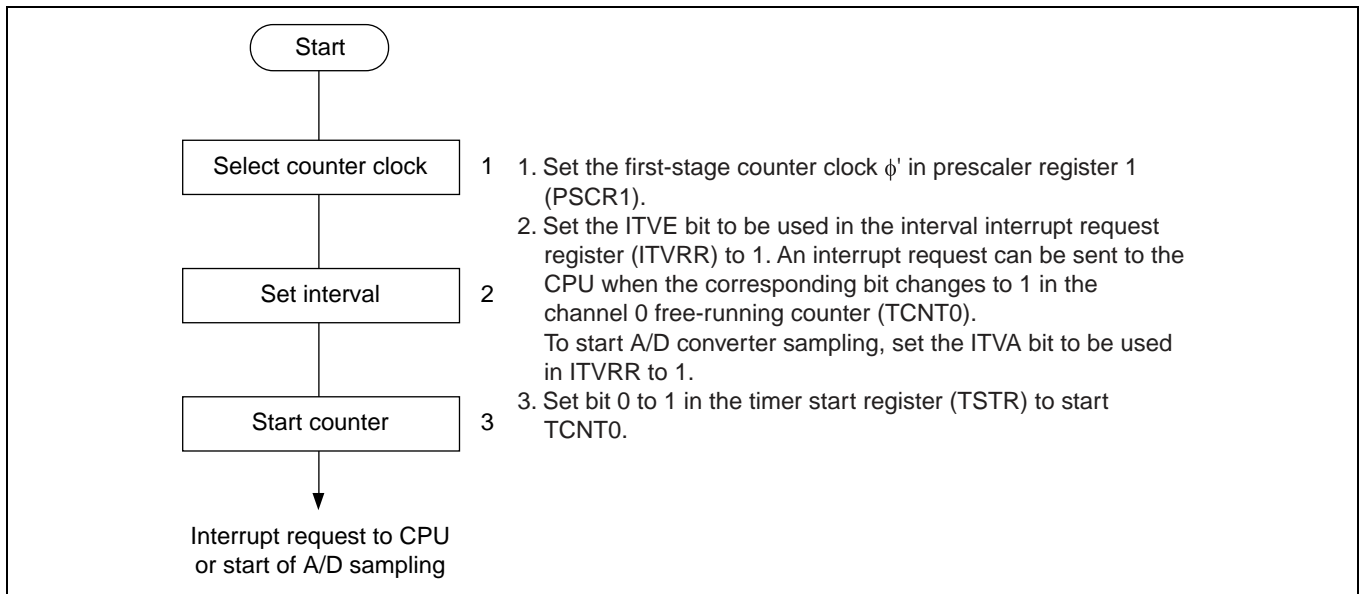 Start
Select counter clock
1
Set interval
2
Start counter
3
Interrupt request to CPU
or start of A/D sampling
1. Set the first-stage counter clock ϕ' in prescaler register 1
(PSCR1).
2. Set the ITVE bit to be used in the interval interrupt request
register (ITVRR) to 1. An interrupt request can be sent to the
CPU when the corresponding bit changes to 1 in the
channel 0 free-running counter (TCNT0).
To start A/D converter sampling, set the ITVA bit to be used
in ITVRR to 1.
3. Set bit 0 to 1 in the timer start register (TSTR) to start
TCNT0.